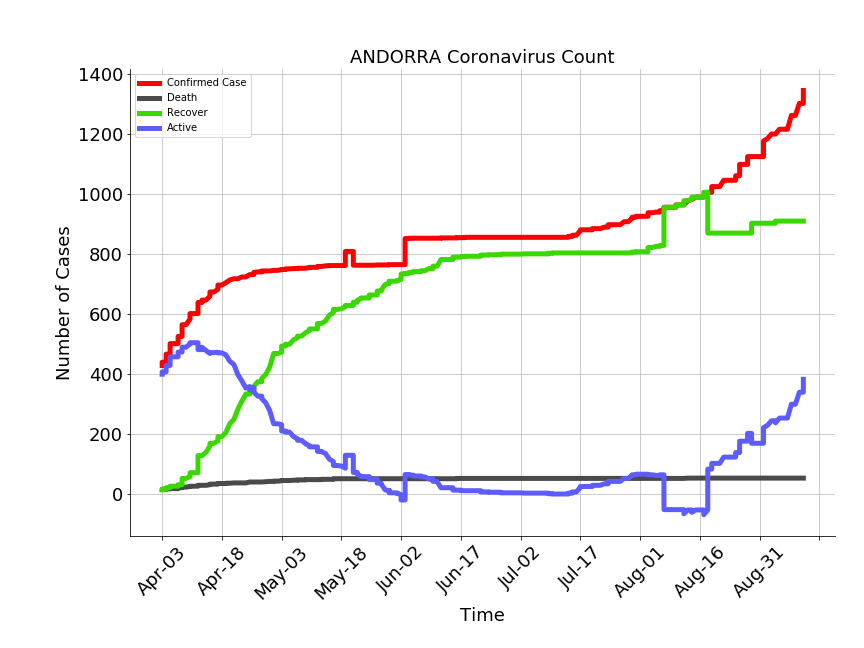 ANDORRA Coronavirus Count
Confirmed Case
Death
Recover
Active
Number of Cases
1400
1200
1000
800
600
400
200
0
Apr-03
Apr-18
May-03
May-18
Jun-02
Jun-17
Jul-02
Jul-17
Aug-01
Aug-16
Aug-31
Time